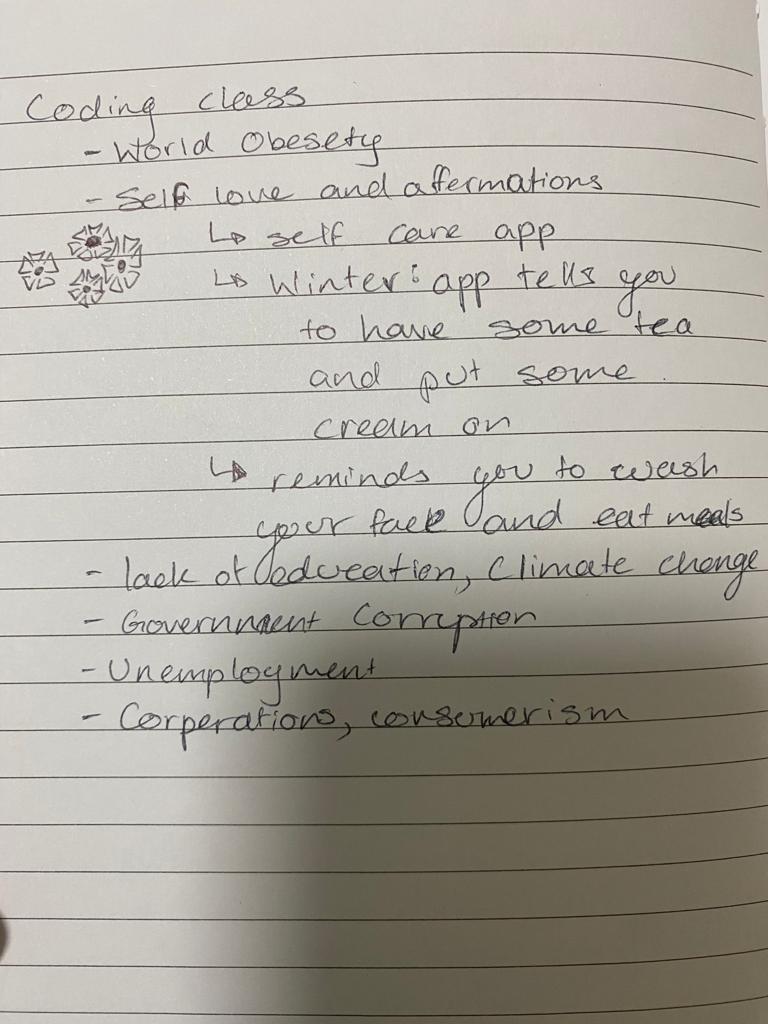 Coding class
- World Obesety
- Self love and affermations
↳ self care app
↳ Winter: app tells you
to have some tea
and put some
cream on
↳ reminds you to wash
your face and eat meals
- lack of education, Climate change
- Government Corruption
- Unemployment
- Corperations, consumerism